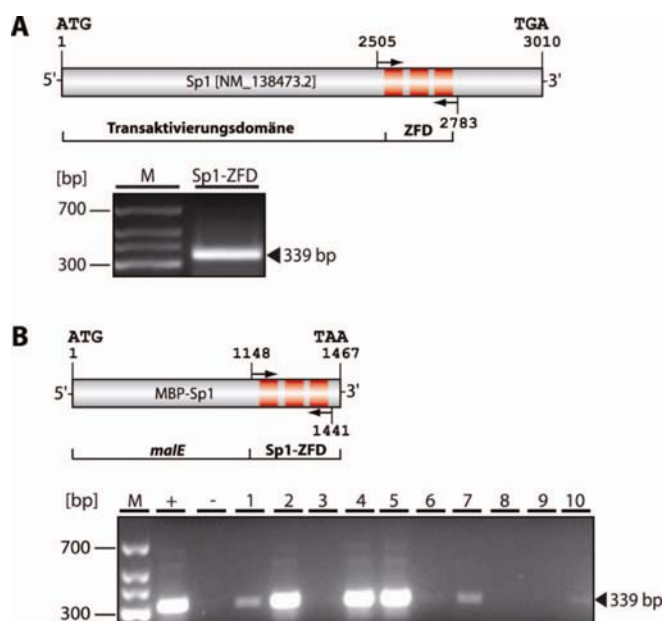 A
ATG
TGA
1
2505
3010
5'
Sp1 [NM_138473.2]
3'
2783
Transaktivierungsdomäne
ZFD
[bp]
M
Sp1-ZFD
700
300
339 bp
B
ATG
TAA
1
1148
1467
5'
MBP-Sp1
3'
1441
malE
Sp1-ZFD
[bp]
M + - 1 2 3 4 5 6 7 8 9 10
700
300
339 bp